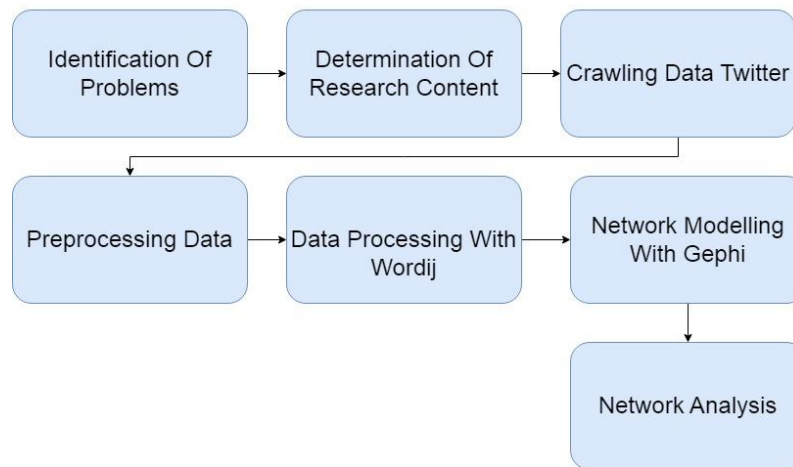 Identification Of
Problems
Determination Of
Research Content
Crawling Data Twitter
Preprocessing Data
Data Processing With
Wordij
Network Modelling
With Gephi
Network Analysis